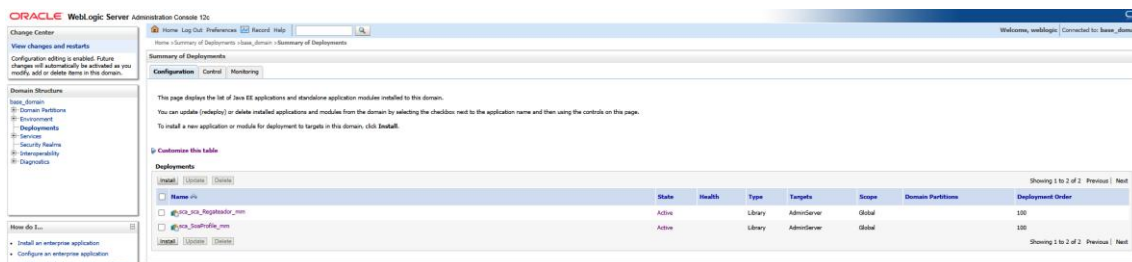 ORACLE WebLogic Server Administration Console 12c
Change Center
View changes and restarts
Configuration editing is enabled. Future
changes will automatically be activated as you
modify, add or delete items in this domain.
Domain Structure
base_domain
Domain Partitions
Environment
Deployments
Services
Security Realms
Interoperability
Diagnostics
How do I...
Install an enterprise application
Configure an enterprise application
Home Log Out Preferences Record Help
Welcome, weblogic Connected to: base_doma
Home >Summary of Deployments >base_domain >Summary of Deployments
Summary of Deployments
Configuration Control Monitoring
This page displays the list of Java EE applications and standalone application modules installed to this domain.
You can update (redeploy) or delete installed applications and modules from the domain by selecting the checkbox next to the application name and then using the controls on this page.
To install a new application or module for deployment to targets in this domain, click Install.
Customize this table
Deployments
Install Update Delete Showing 1 to 2 of 2 Previous | Next
Name State Health Type Targets Scope Domain Partitions Deployment Order
sca_sca_Regateador_mm Active Library AdminServer Global 100
sca_SoaProfile_mm Active Library AdminServer Global 100
Install Update Delete Showing 1 to 2 of 2 Previous | Next